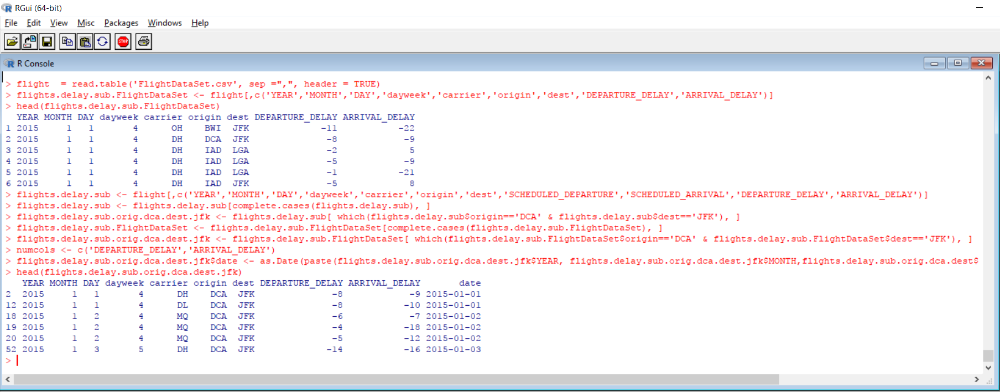 RGui (64-bit)
File Edit View Misc Packages Windows Help
STOP
R Console
> flight  = read.table('FlightDataSet.csv', sep =",", header = TRUE)
> flights.delay.sub.FlightDataSet <- flight[,c('YEAR','MONTH','DAY','dayweek','carrier','origin','dest','DEPARTURE_DELAY','ARRIVAL_DELAY')]
> head(flights.delay.sub.FlightDataSet)
  YEAR MONTH DAY dayweek carrier origin dest DEPARTURE_DELAY ARRIVAL_DELAY
1 2015     1   1       4      OH    BWI  JFK             -11           -22
2 2015     1   1       4      DH    DCA  JFK              -8            -9
3 2015     1   1       4      DH    IAD  LGA              -2             5
4 2015     1   1       4      DH    IAD  LGA              -5            -9
5 2015     1   1       4      DH    IAD  LGA              -1           -21
6 2015     1   1       4      DH    IAD  JFK              -5             8
> flights.delay.sub <- flight[,c('YEAR','MONTH','DAY','dayweek','carrier','origin','dest','SCHEDULED_DEPARTURE','SCHEDULED_ARRIVAL','DEPARTURE_DELAY','ARRIVAL_DELAY')]
> flights.delay.sub <- flights.delay.sub[complete.cases(flights.delay.sub), ]
> flights.delay.sub.orig.dca.dest.jfk <- flights.delay.sub[ which(flights.delay.sub$origin=='DCA' & flights.delay.sub$dest=='JFK'), ]
> flights.delay.sub.FlightDataSet <- flights.delay.sub.FlightDataSet[complete.cases(flights.delay.sub.FlightDataSet), ]
> flights.delay.sub.orig.dca.dest.jfk <- flights.delay.sub.FlightDataSet[ which(flights.delay.sub.FlightDataSet$origin=='DCA' & flights.delay.sub.FlightDataSet$dest=='JFK'), ]
> numcols <- c('DEPARTURE_DELAY','ARRIVAL_DELAY')
> flights.delay.sub.orig.dca.dest.jfk$date <- as.Date(paste(flights.delay.sub.orig.dca.dest.jfk$YEAR, flights.delay.sub.orig.dca.dest.jfk$MONTH,flights.delay.sub.orig.dca.dest$
> head(flights.delay.sub.orig.dca.dest.jfk)
   YEAR MONTH DAY dayweek carrier origin dest DEPARTURE_DELAY ARRIVAL_DELAY       date
2  2015     1   1       4      DH    DCA  JFK              -8            -9 2015-01-01
12 2015     1   1       4      DL    DCA  JFK              -8           -10 2015-01-01
18 2015     1   2       4      MQ    DCA  JFK              -6            -7 2015-01-02
19 2015     1   2       4      MQ    DCA  JFK              -4           -18 2015-01-02
20 2015     1   2       4      MQ    DCA  JFK              -5           -12 2015-01-02
52 2015     1   3       5      DH    DCA  JFK             -14           -16 2015-01-03
>